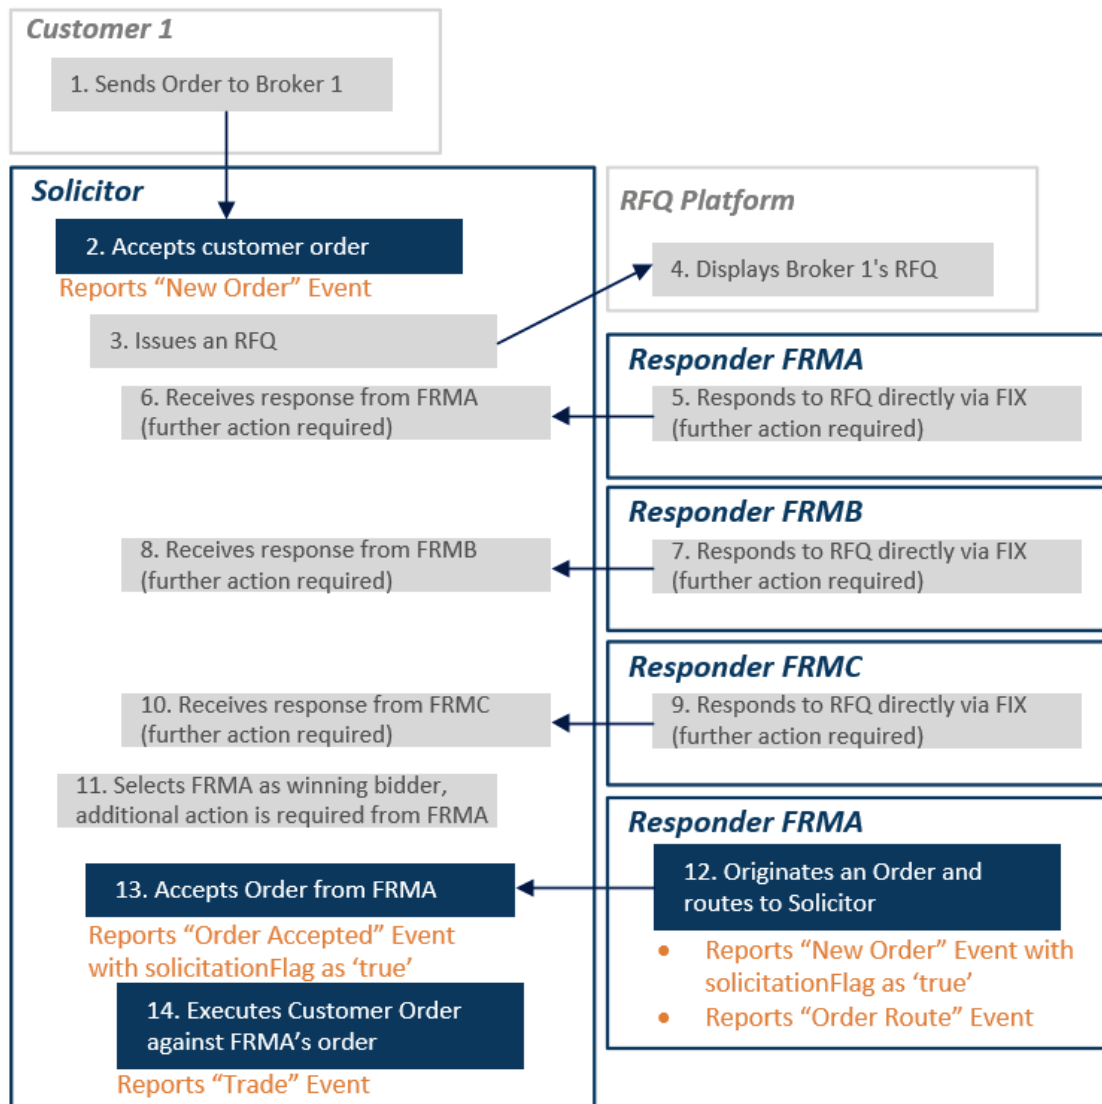 Customer 1
1. Sends Order to Broker 1
Solicitor
2. Accepts customer order
Reports “New Order” Event
3. Issues an RFQ
RFQ Platform
4. Displays Broker 1's RFQ
Responder FRMA
5. Responds to RFQ directly via FIX
(further action required)
6. Receives response from FRMA
(further action required)
Responder FRMB
7. Responds to RFQ directly via FIX
(further action required)
8. Receives response from FRMB
(further action required)
Responder FRMC
9. Responds to RFQ directly via FIX
(further action required)
10. Receives response from FRMC
(further action required)
11. Selects FRMA as winning bidder,
additional action is required from FRMA
Responder FRMA
12. Originates an Order and
routes to Solicitor
• Reports “New Order” Event with
solicitationFlag as ‘true’
• Reports “Order Route” Event
13. Accepts Order from FRMA
Reports “Order Accepted” Event
with solicitationFlag as ‘true’
14. Executes Customer Order
against FRMA’s order
Reports “Trade” Event